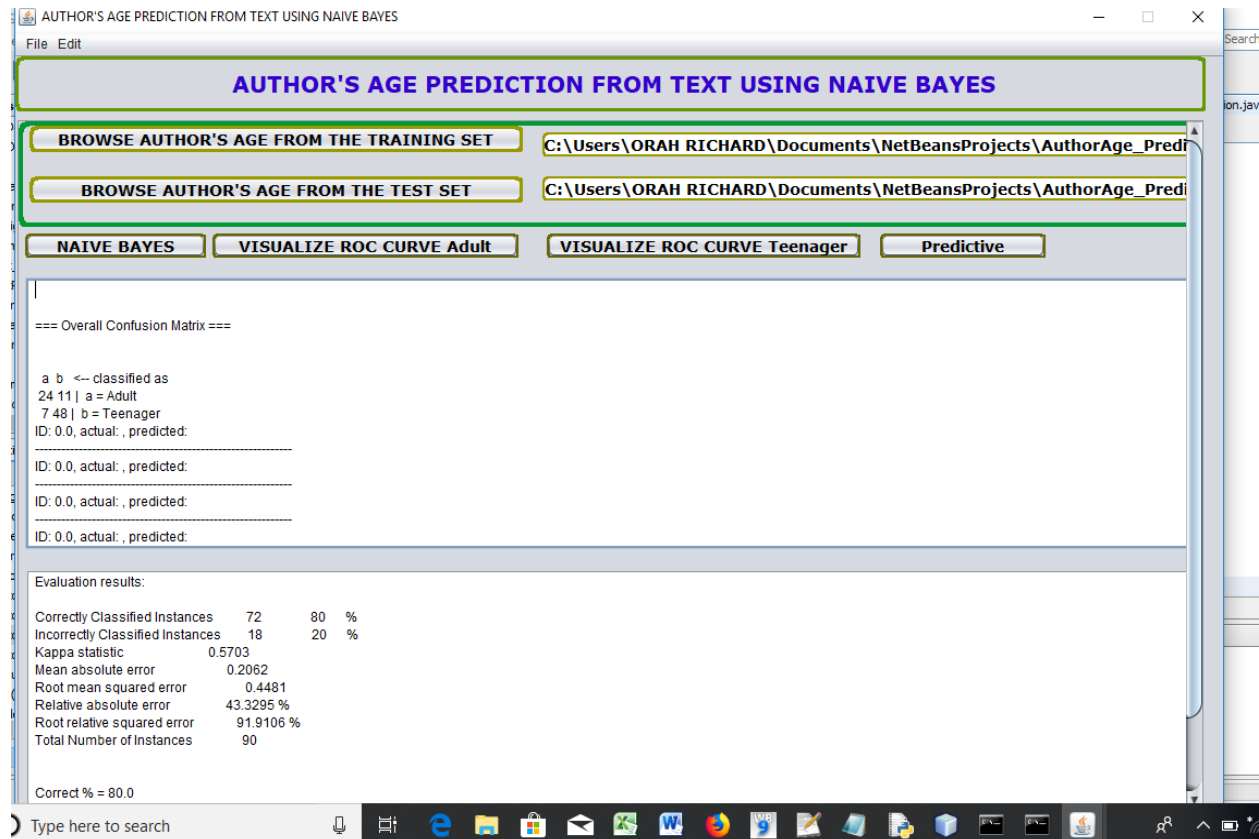 AUTHOR'S AGE PREDICTION FROM TEXT USING NAIVE BAYES
File Edit
Search
AUTHOR'S AGE PREDICTION FROM TEXT USING NAIVE BAYES
ion.java
BROWSE AUTHOR'S AGE FROM THE TRAINING SET C:\Users\ORAH RICHARD\Documents\NetBeansProjects\AuthorAge_Predi
BROWSE AUTHOR'S AGE FROM THE TEST SET C:\Users\ORAH RICHARD\Documents\NetBeansProjects\AuthorAge_Predi
NAIVE BAYES VISUALIZE ROC CURVE Adult VISUALIZE ROC CURVE Teenager Predictive
=== Overall Confusion Matrix ===
a b <-- classified as
24 11 | a = Adult
7 48 | b = Teenager
ID: 0.0, actual: , predicted:
------------------------------------------------------------
ID: 0.0, actual: , predicted:
------------------------------------------------------------
ID: 0.0, actual: , predicted:
------------------------------------------------------------
ID: 0.0, actual: , predicted:
Evaluation results:
Correctly Classified Instances 72 80 %
Incorrectly Classified Instances 18 20 %
Kappa statistic 0.5703
Mean absolute error 0.2062
Root mean squared error 0.4481
Relative absolute error 43.3295 %
Root relative squared error 91.9106 %
Total Number of Instances 90
Correct % = 80.0
Type here to search